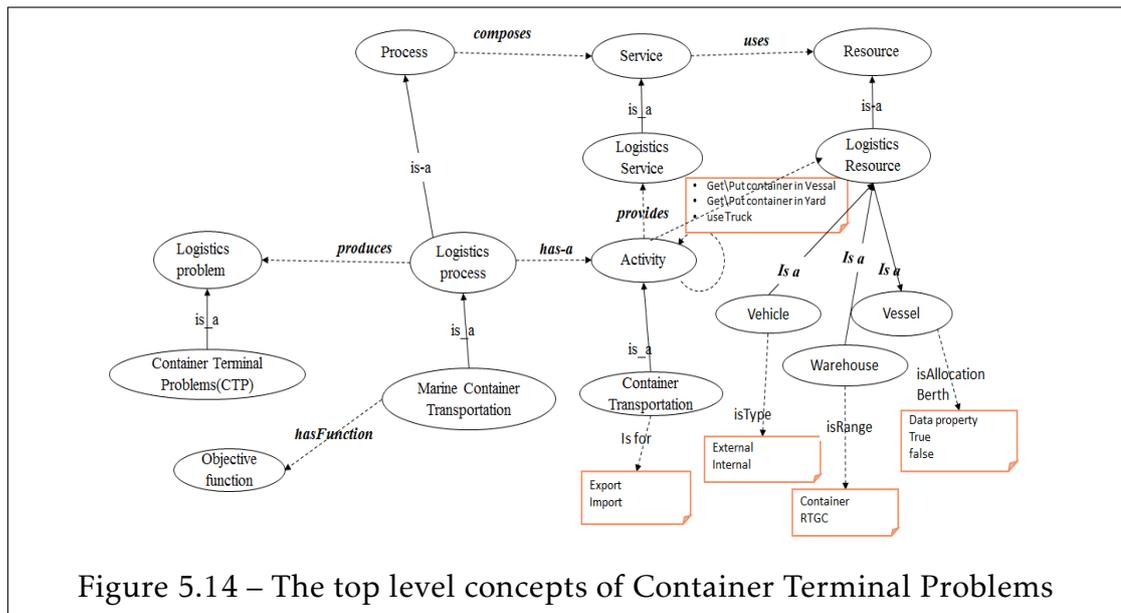 Process
composes
Service
uses
Resource
is-a
is_a
is-a
Logistics
Service
Logistics
Resource
• Get\Put container in Vessal
• Get\Put container in Yard
• use Truck
provides
Logistics
problem
produces
Logistics
process
has-a
Activity
Is a
Is a
Is a
Vehicle
Vessel
is_a
is_a
is_a
Container Terminal
Problems(CTP)
Marine Container
Transportation
Container
Transportation
Warehouse
isAllocation
Berth
hasFunction
Is for
isType
isRange
Data property
True
false
External
Internal
Objective
function
Export
Import
Container
RTGC
Figure 5.14 – The top level concepts of Container Terminal Problems